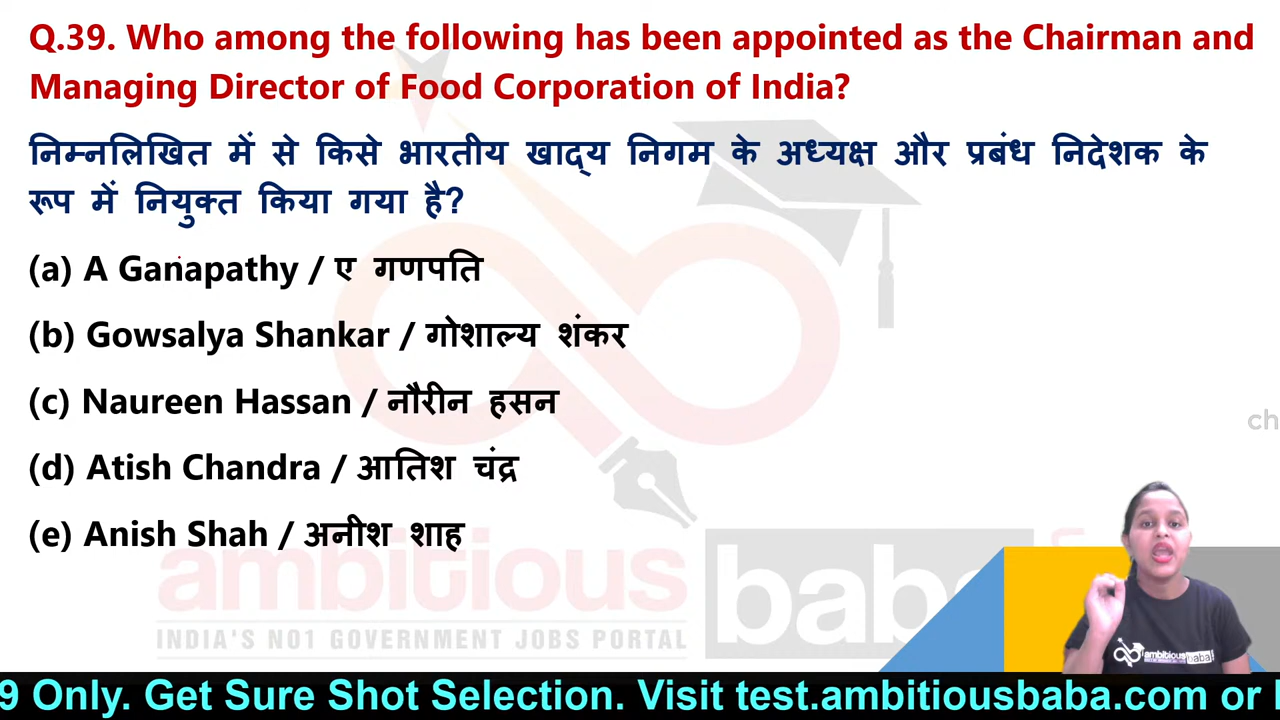 Q.39. Who among the following has been appointed as the Chairman and
Managing Director of Food Corporation of India?
निम्नलिखित में से किसे भारतीय खाद्य निगम के अध्यक्ष और प्रबंध निदेशक के
रूप में नियुक्त किया गया है?
(a) A Ganapathy / ए गणपति
(b) Gowsalya Shankar / गोशाल्य शंकर
(c) Naureen Hassan / नौरीन हसन
ch
(d) Atish Chandra / आतिश चंद्र
(e) Anish Shah / अनीश शाह
ambitious baba
INDIA'S NO1 GOVERNMENT JOBS PORTAL
ambitious baba
9 Only. Get Sure Shot Selection. Visit test.ambitiousbaba.com or